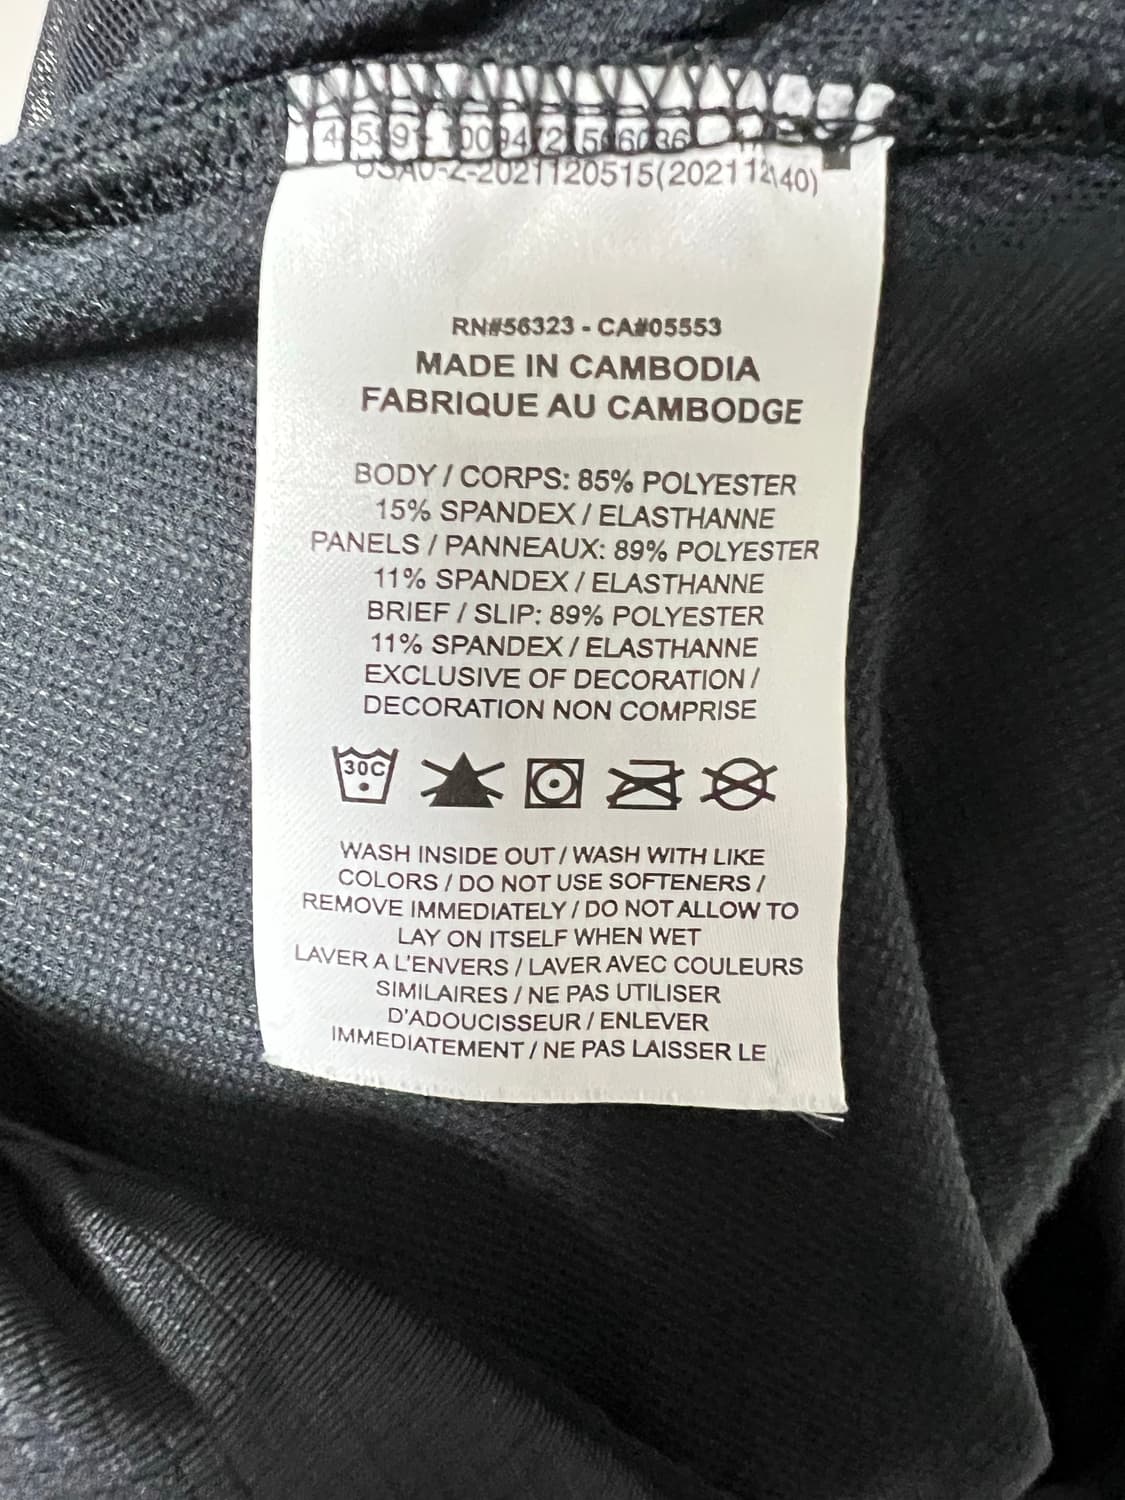 2021120515(202112
RN#56323 - CA#05553
MADE IN CAMBODIA
FABRIQUE AU CAMBODGE
BODY / CORPS: 85% POLYESTER
15% SPANDEX / ELASTHANNE
PANELS / PANNEAUX: 89% POLYESTER
11% SPANDEX / ELASTHANNE
BRIEF / SLIP: 89% POLYESTER
11% SPANDEX / ELASTHANNE
EXCLUSIVE OF DECORATION /
DECORATION NON COMPRISE
30C
WASH INSIDE OUT / WASH WITH LIKE
COLORS / DO NOT USE SOFTENERS /
REMOVE IMMEDIATELY / DO NOT ALLOW TO
LAY ON ITSELF WHEN WET
LAVER A L'ENVERS / LAVER AVEC COULEURS
SIMILAIRES / NE PAS UTILISER
D'ADOUCISSEUR / ENLEVER
IMMEDIATEMENT / NE PAS LAISSER LE